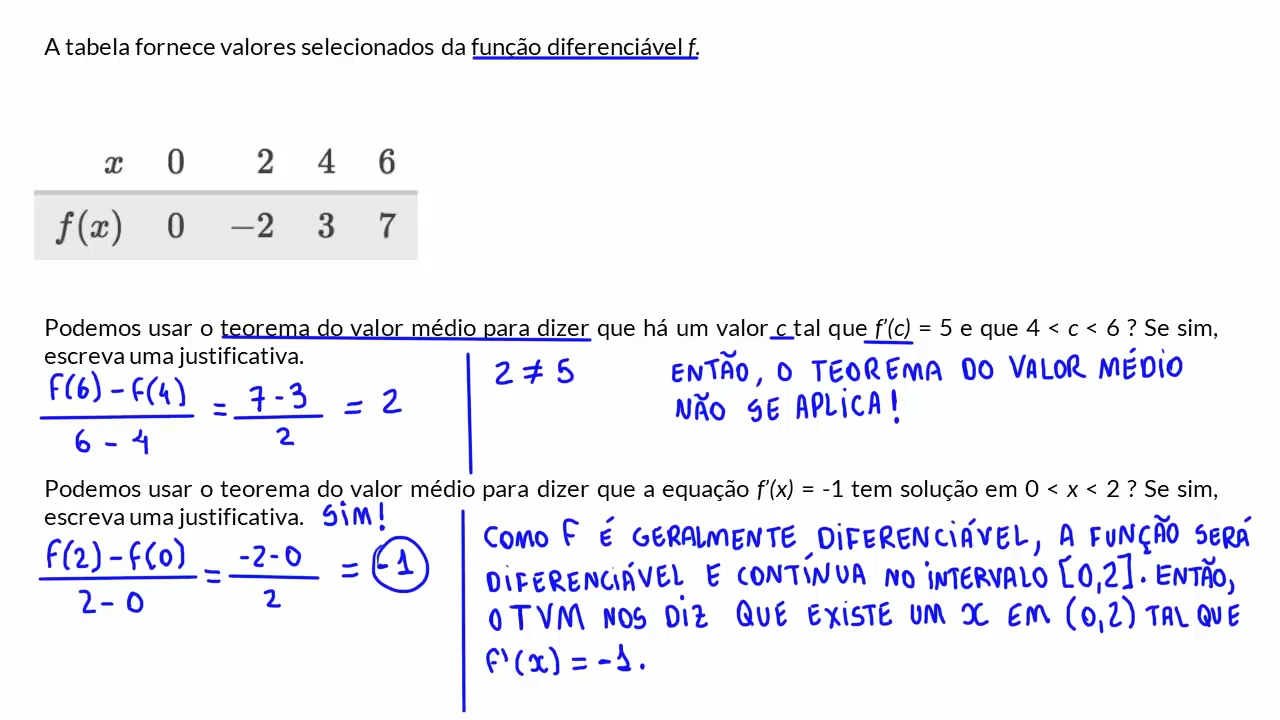 A tabela fornece valores selecionados da função diferenciável f.
x 0 2 4 6
f(x) 0 −2 3 7
Podemos usar o teorema do valor médio para dizer que há um valor c tal que f'(c) = 5 e que 4 < c < 6 ? Se sim,
escreva uma justificativa.
f(6) - f(4) / 6 - 4 = 7 - 3 / 2 = 2
2 ≠ 5
ENTÃO, O TEOREMA DO VALOR MÉDIO
NÃO SE APLICA!
Podemos usar o teorema do valor médio para dizer que a equação f'(x) = -1 tem solução em 0 < x < 2 ? Se sim,
escreva uma justificativa. SIM!
f(2) - f(0) / 2 - 0 = -2 - 0 / 2 = -1
COMO F É GERALMENTE DIFERENCIÁVEL, A FUNÇÃO SERÁ
DIFERENCIÁVEL E CONTÍNUA NO INTERVALO [0,2]. ENTÃO,
O TVM NOS DIZ QUE EXISTE UM x EM (0,2) TAL QUE
F'(x) = -1.